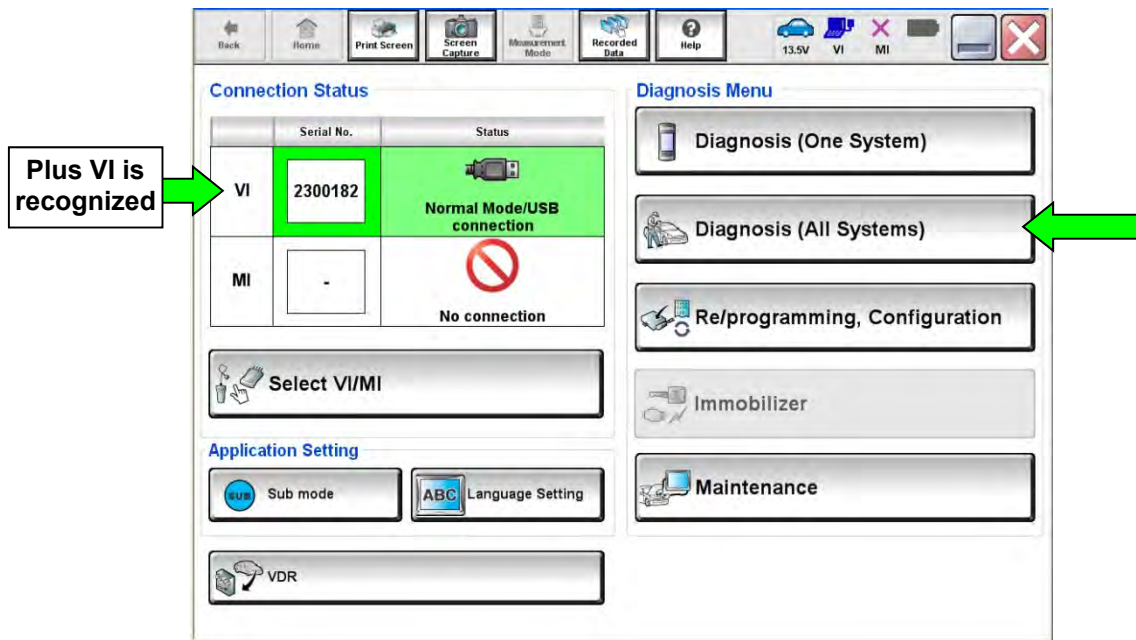 Back
Home
Print Screen
Screen
Capture
Measurement
Mode
Recorded
Data
?
Help
13.5V
VI
MI
Connection Status
Serial No.
Status
VI
2300182
Normal Mode/USB
connection
MI
-
No connection
Plus VI is
recognized
Select VI/MI
Application Setting
SUB
Sub mode
ABC
Language Setting
VDR
Diagnosis Menu
Diagnosis (One System)
Diagnosis (All Systems)
Re/programming, Configuration
Immobilizer
Maintenance